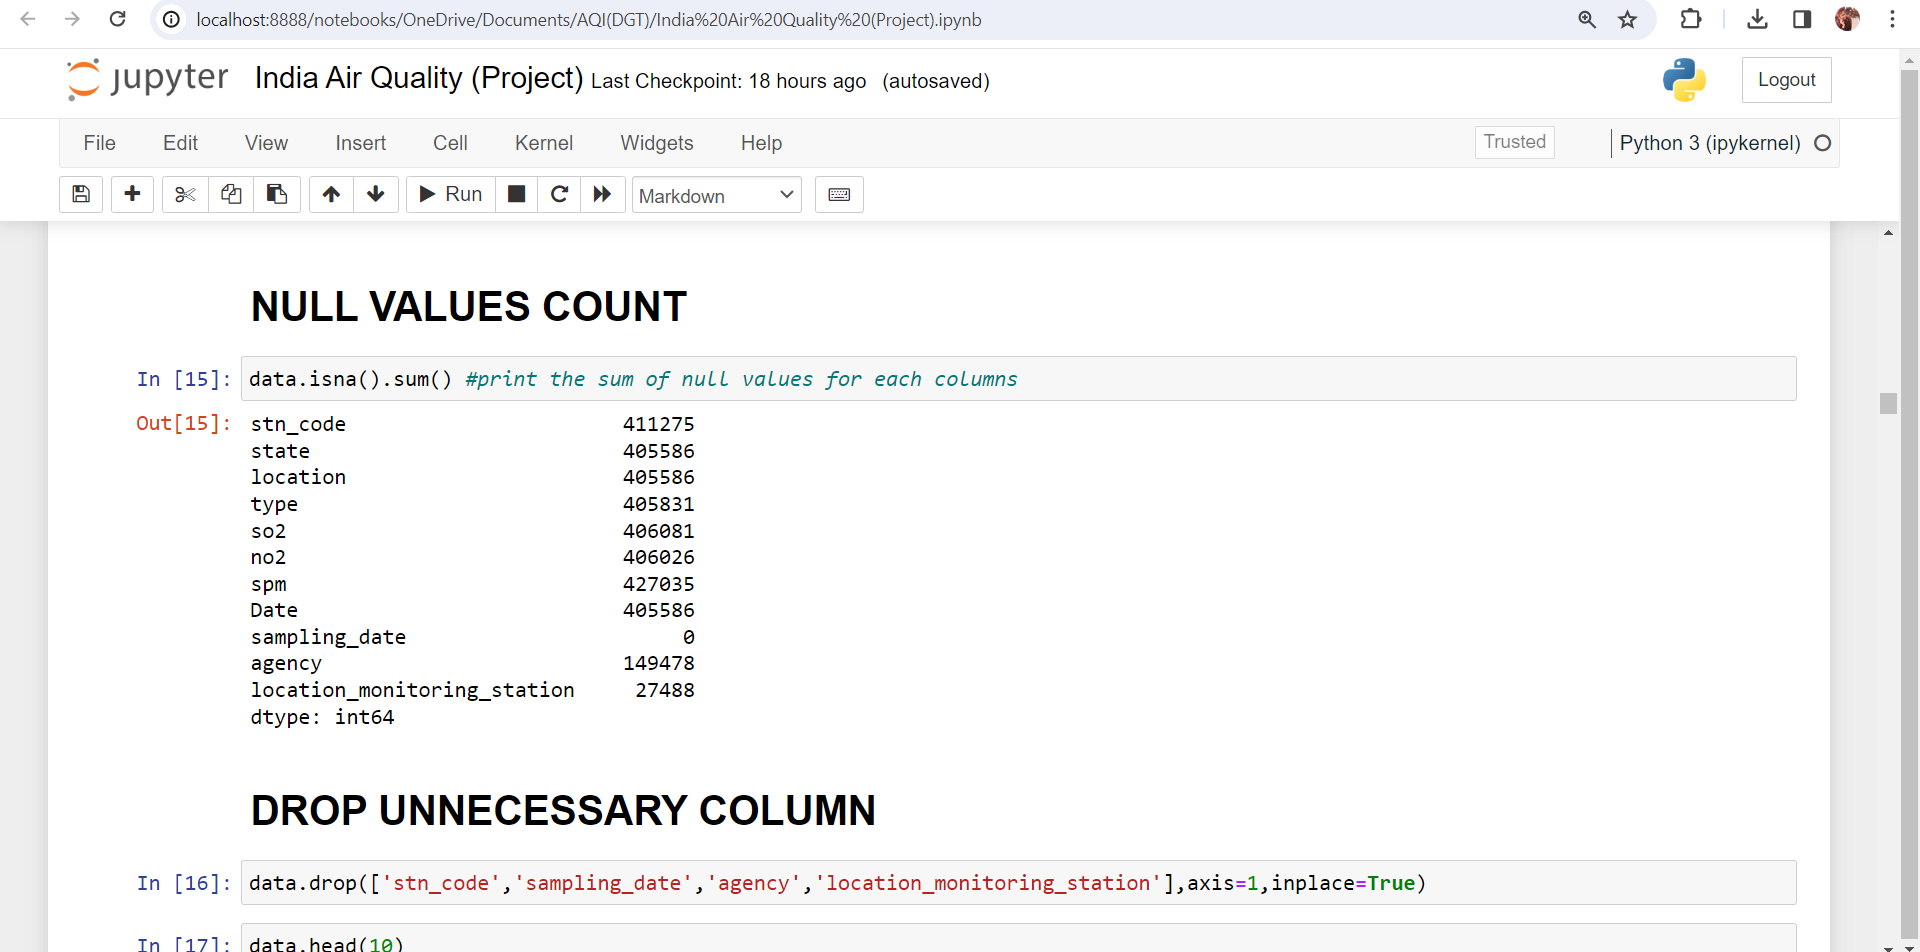 localhost:8888/notebooks/OneDrive/Documents/AQI(DGT)/India%20Air%20Quality%20(Project).ipynb
jupyter India Air Quality (Project) Last Checkpoint: 18 hours ago (autosaved)
Logout
File Edit View Insert Cell Kernel Widgets Help
Trusted
Python 3 (ipykernel)
Run
Markdown
NULL VALUES COUNT
In [15]: data.isna().sum() #print the sum of null values for each columns
Out[15]: stn_code 411275
state 405586
location 405586
type 405831
so2 406081
no2 406026
spm 427035
Date 405586
sampling_date 0
agency 149478
location_monitoring_station 27488
dtype: int64
DROP UNNECESSARY COLUMN
In [16]: data.drop(['stn_code','sampling_date','agency','location_monitoring_station'],axis=1,inplace=True)
In [17]: data.head(10)